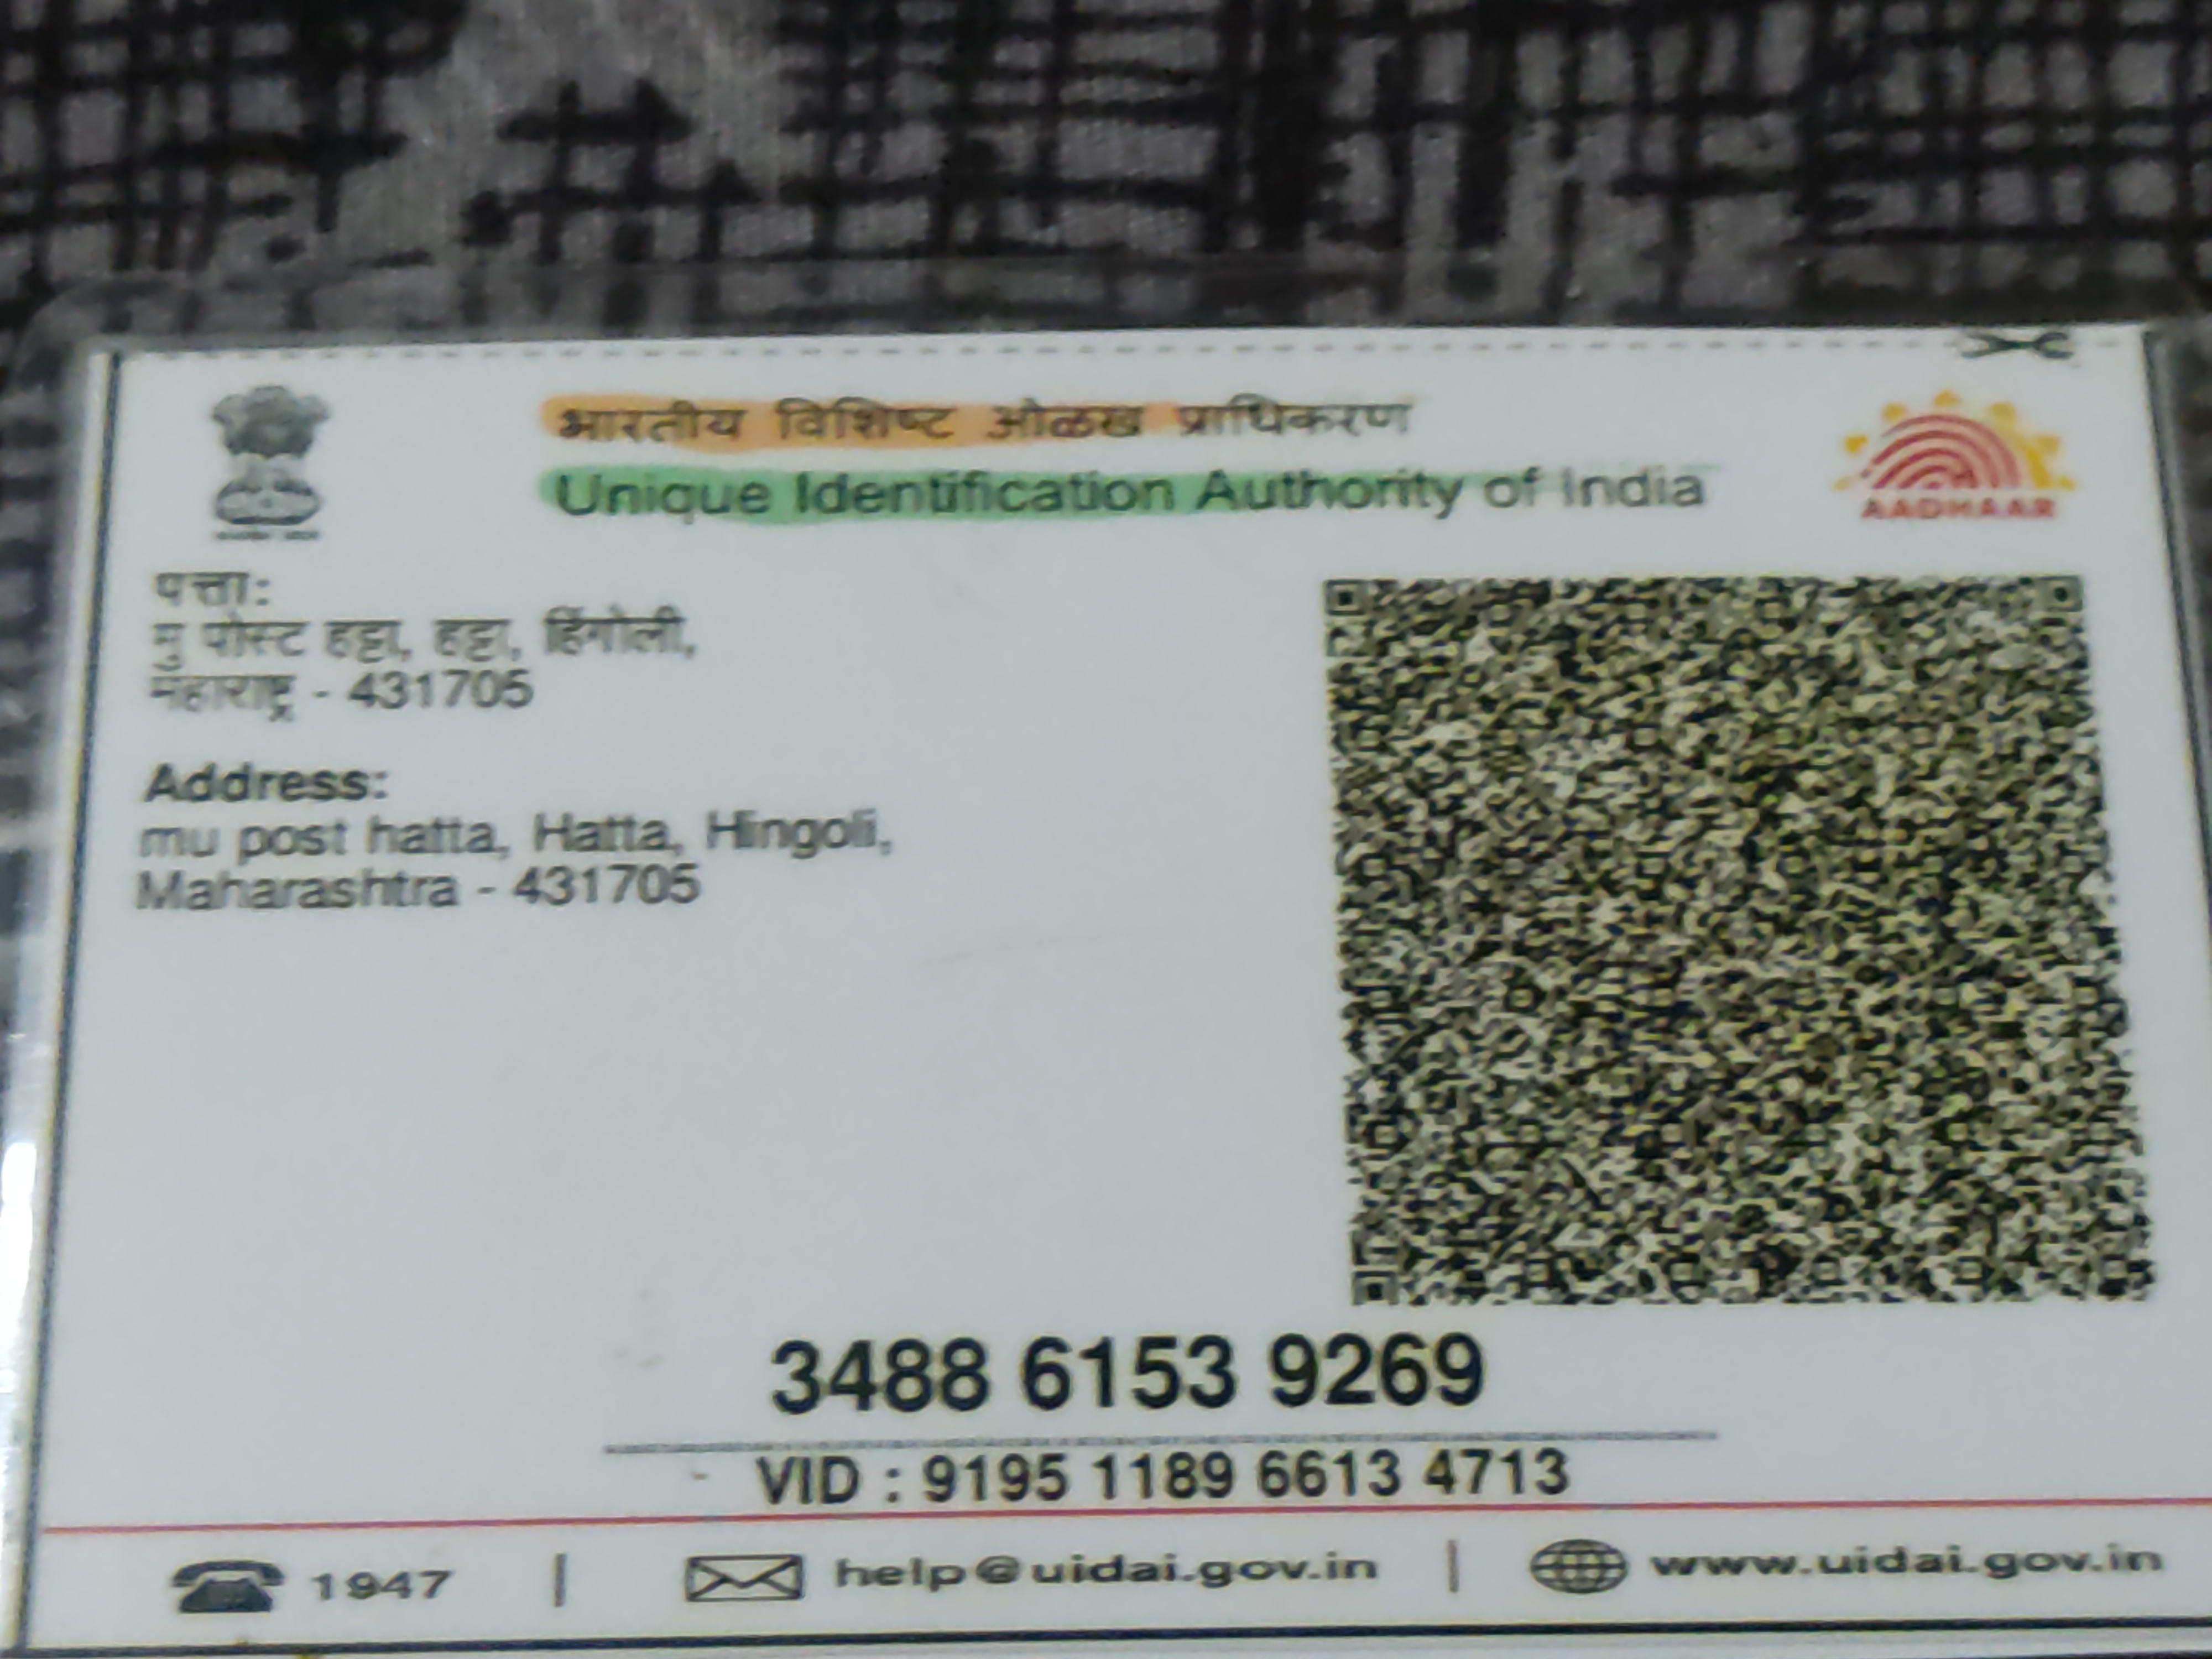 भारतीय विशिष्ट ओळख प्राधिकरण
Unique Identification Authority of India
AADHAAR
पत्ता:
मु पोस्ट हट्टा, हट्टा, हिंगोली,
महाराष्ट्र - 431705
Address:
mu post hatta, Hatta, Hingoli,
Maharashtra - 431705
3488 6153 9269
VID : 9195 1189 6613 4713
1947 | help@uidai.gov.in | www.uidai.gov.in